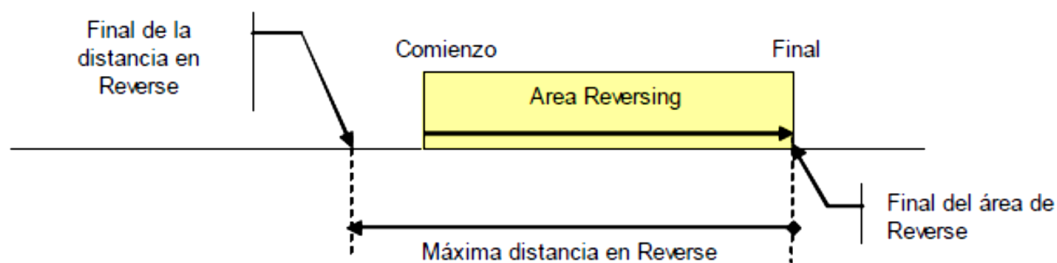 Final de la
distancia en
Reverse
Comienzo
Final
Area Reversing
Final del área de
Reverse
Máxima distancia en Reverse